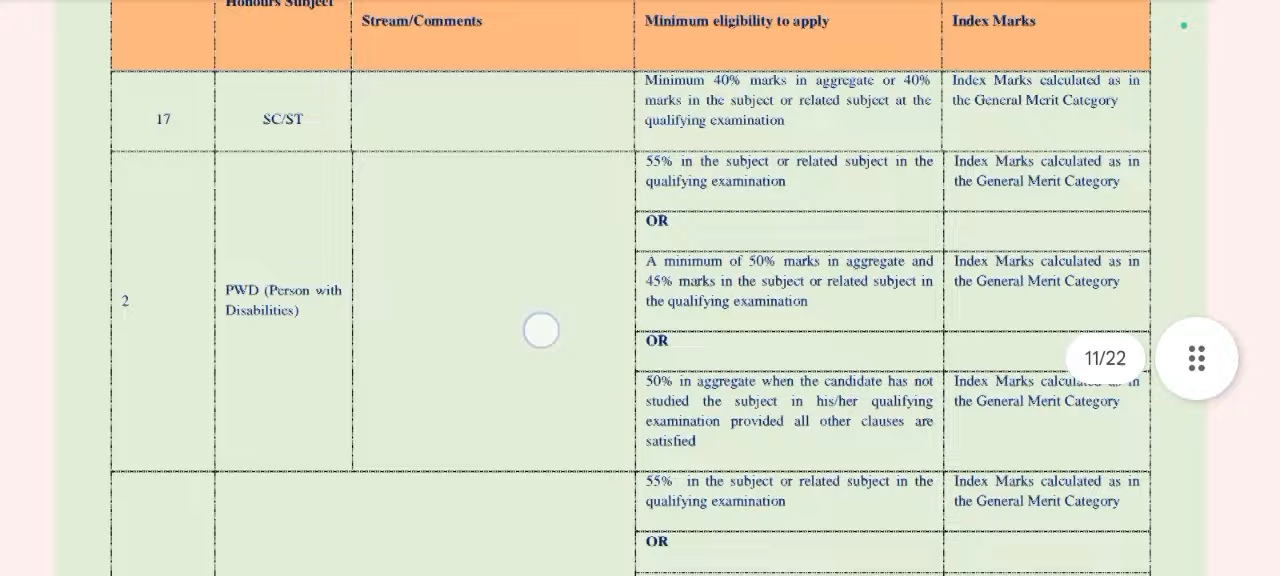 Honours Subject
Stream/Comments
Minimum eligibility to apply
Index Marks
17
SC/ST
Minimum 40% marks in aggregate or 40%
marks in the subject or related subject at the
qualifying examination
Index Marks calculated as in
the General Merit Category
2
PWD (Person with
Disabilities)
55% in the subject or related subject in the
qualifying examination
Index Marks calculated as in
the General Merit Category
OR
A minimum of 50% marks in aggregate and
45% marks in the subject or related subject in
the qualifying examination
Index Marks calculated as in
the General Merit Category
OR
11/22
50% in aggregate when the candidate has not
studied the subject in his/her qualifying
examination provided all other clauses are
satisfied
Index Marks calculated as in
the General Merit Category
55% in the subject or related subject in the
qualifying examination
Index Marks calculated as in
the General Merit Category
OR